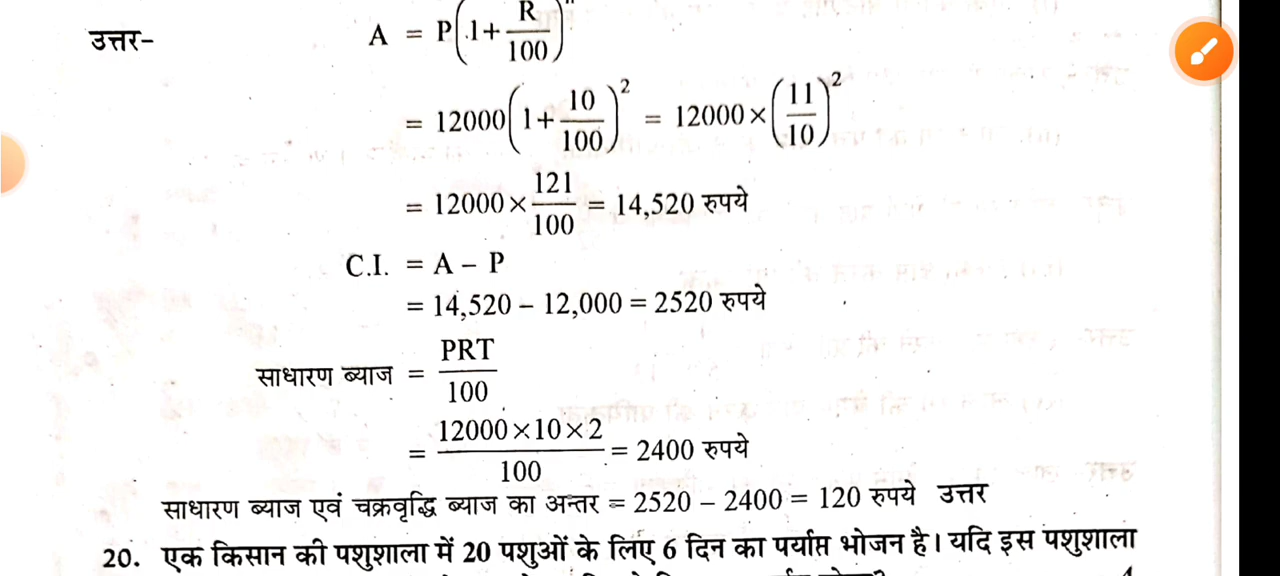 उत्तर– A = P(1+R/100)ⁿ
= 12000(1+10/100)² = 12000×(11/10)²
= 12000×121/100 = 14,520 रुपये
C.I. = A – P
= 14,520 – 12,000 = 2520 रुपये
साधारण ब्याज = PRT/100
= 12000×10×2/100 = 2400 रुपये
साधारण ब्याज एवं चक्रवृद्धि ब्याज का अन्तर = 2520 – 2400 = 120 रुपये उत्तर
20. एक किसान की पशुशाला में 20 पशुओं के लिए 6 दिन का पर्याप्त भोजन है। यदि इस पशुशाला